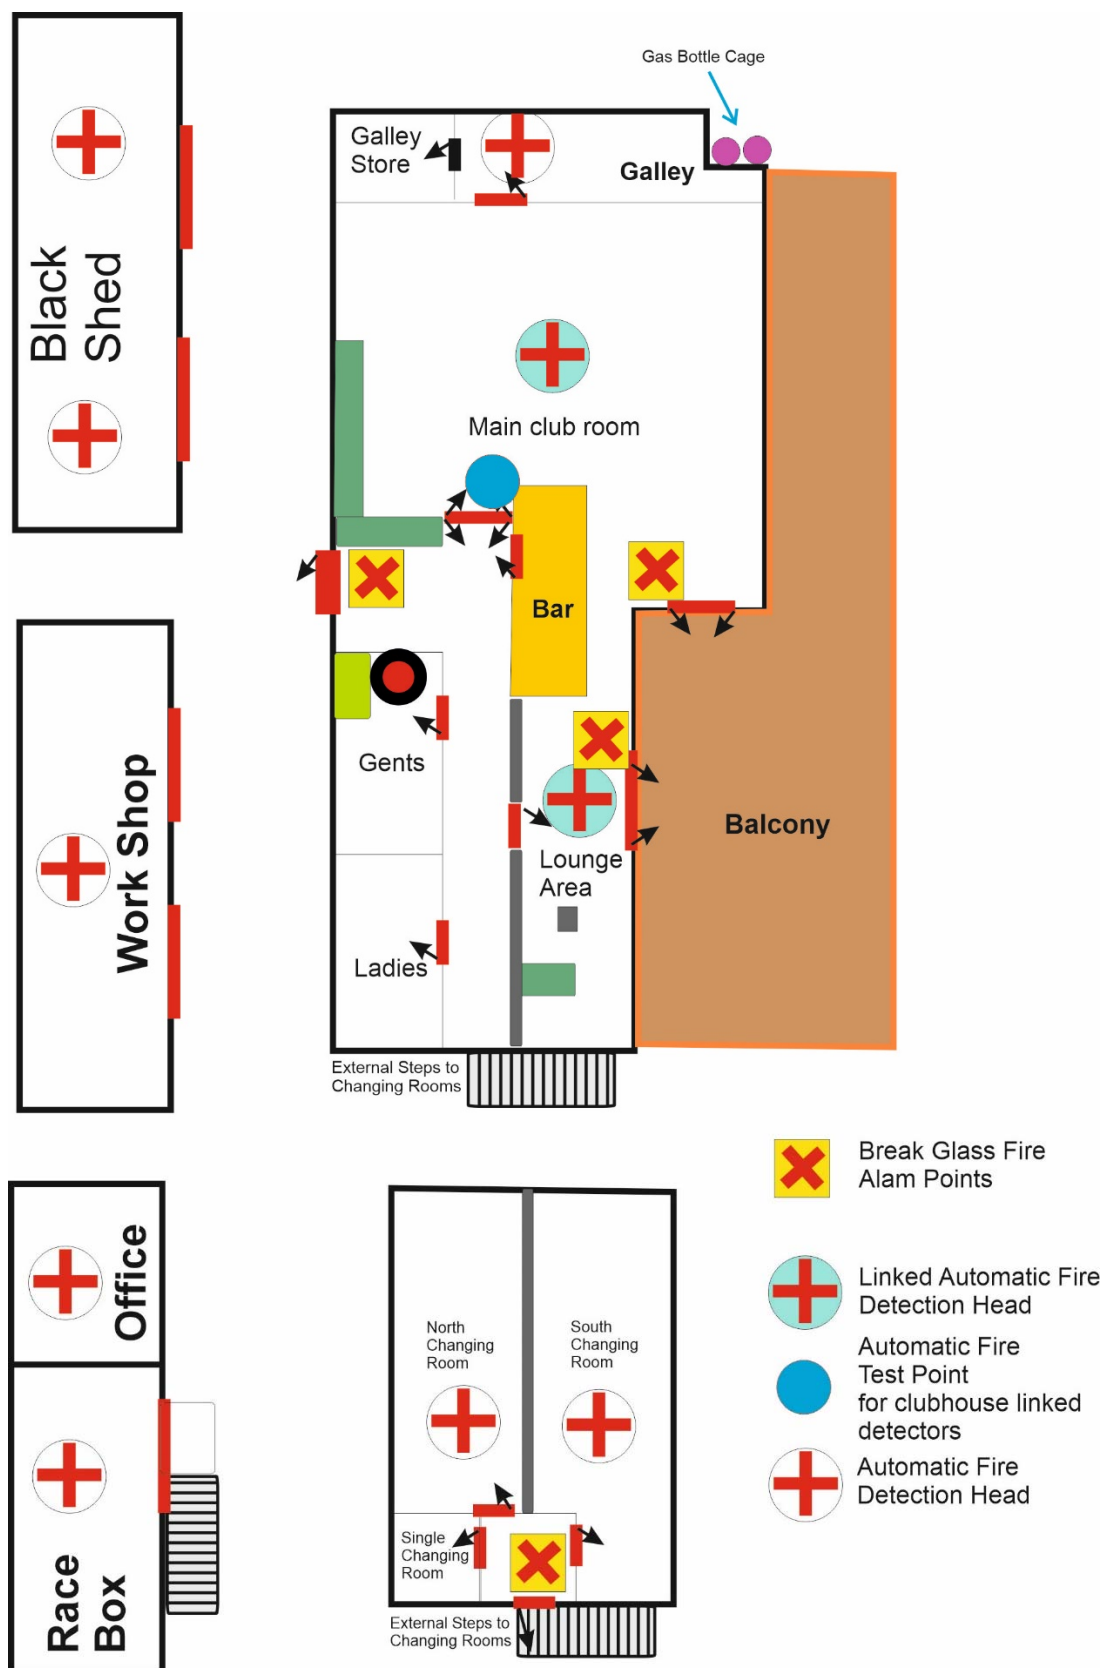 Gas Bottle Cage
Galley
Store
Galley
Black
Shed
Main club room
Bar
Gents
Work Shop
Balcony
Lounge
Area
Ladies
External Steps to
Changing Rooms
Break Glass Fire
Alam Points
Office
Linked Automatic Fire
Detection Head
North
Changing
Room
South
Changing
Room
Automatic Fire
Test Point
for clubhouse linked
detectors
Automatic Fire
Detection Head
Race
Box
Single
Changing
Room
External Steps to
Changing Rooms